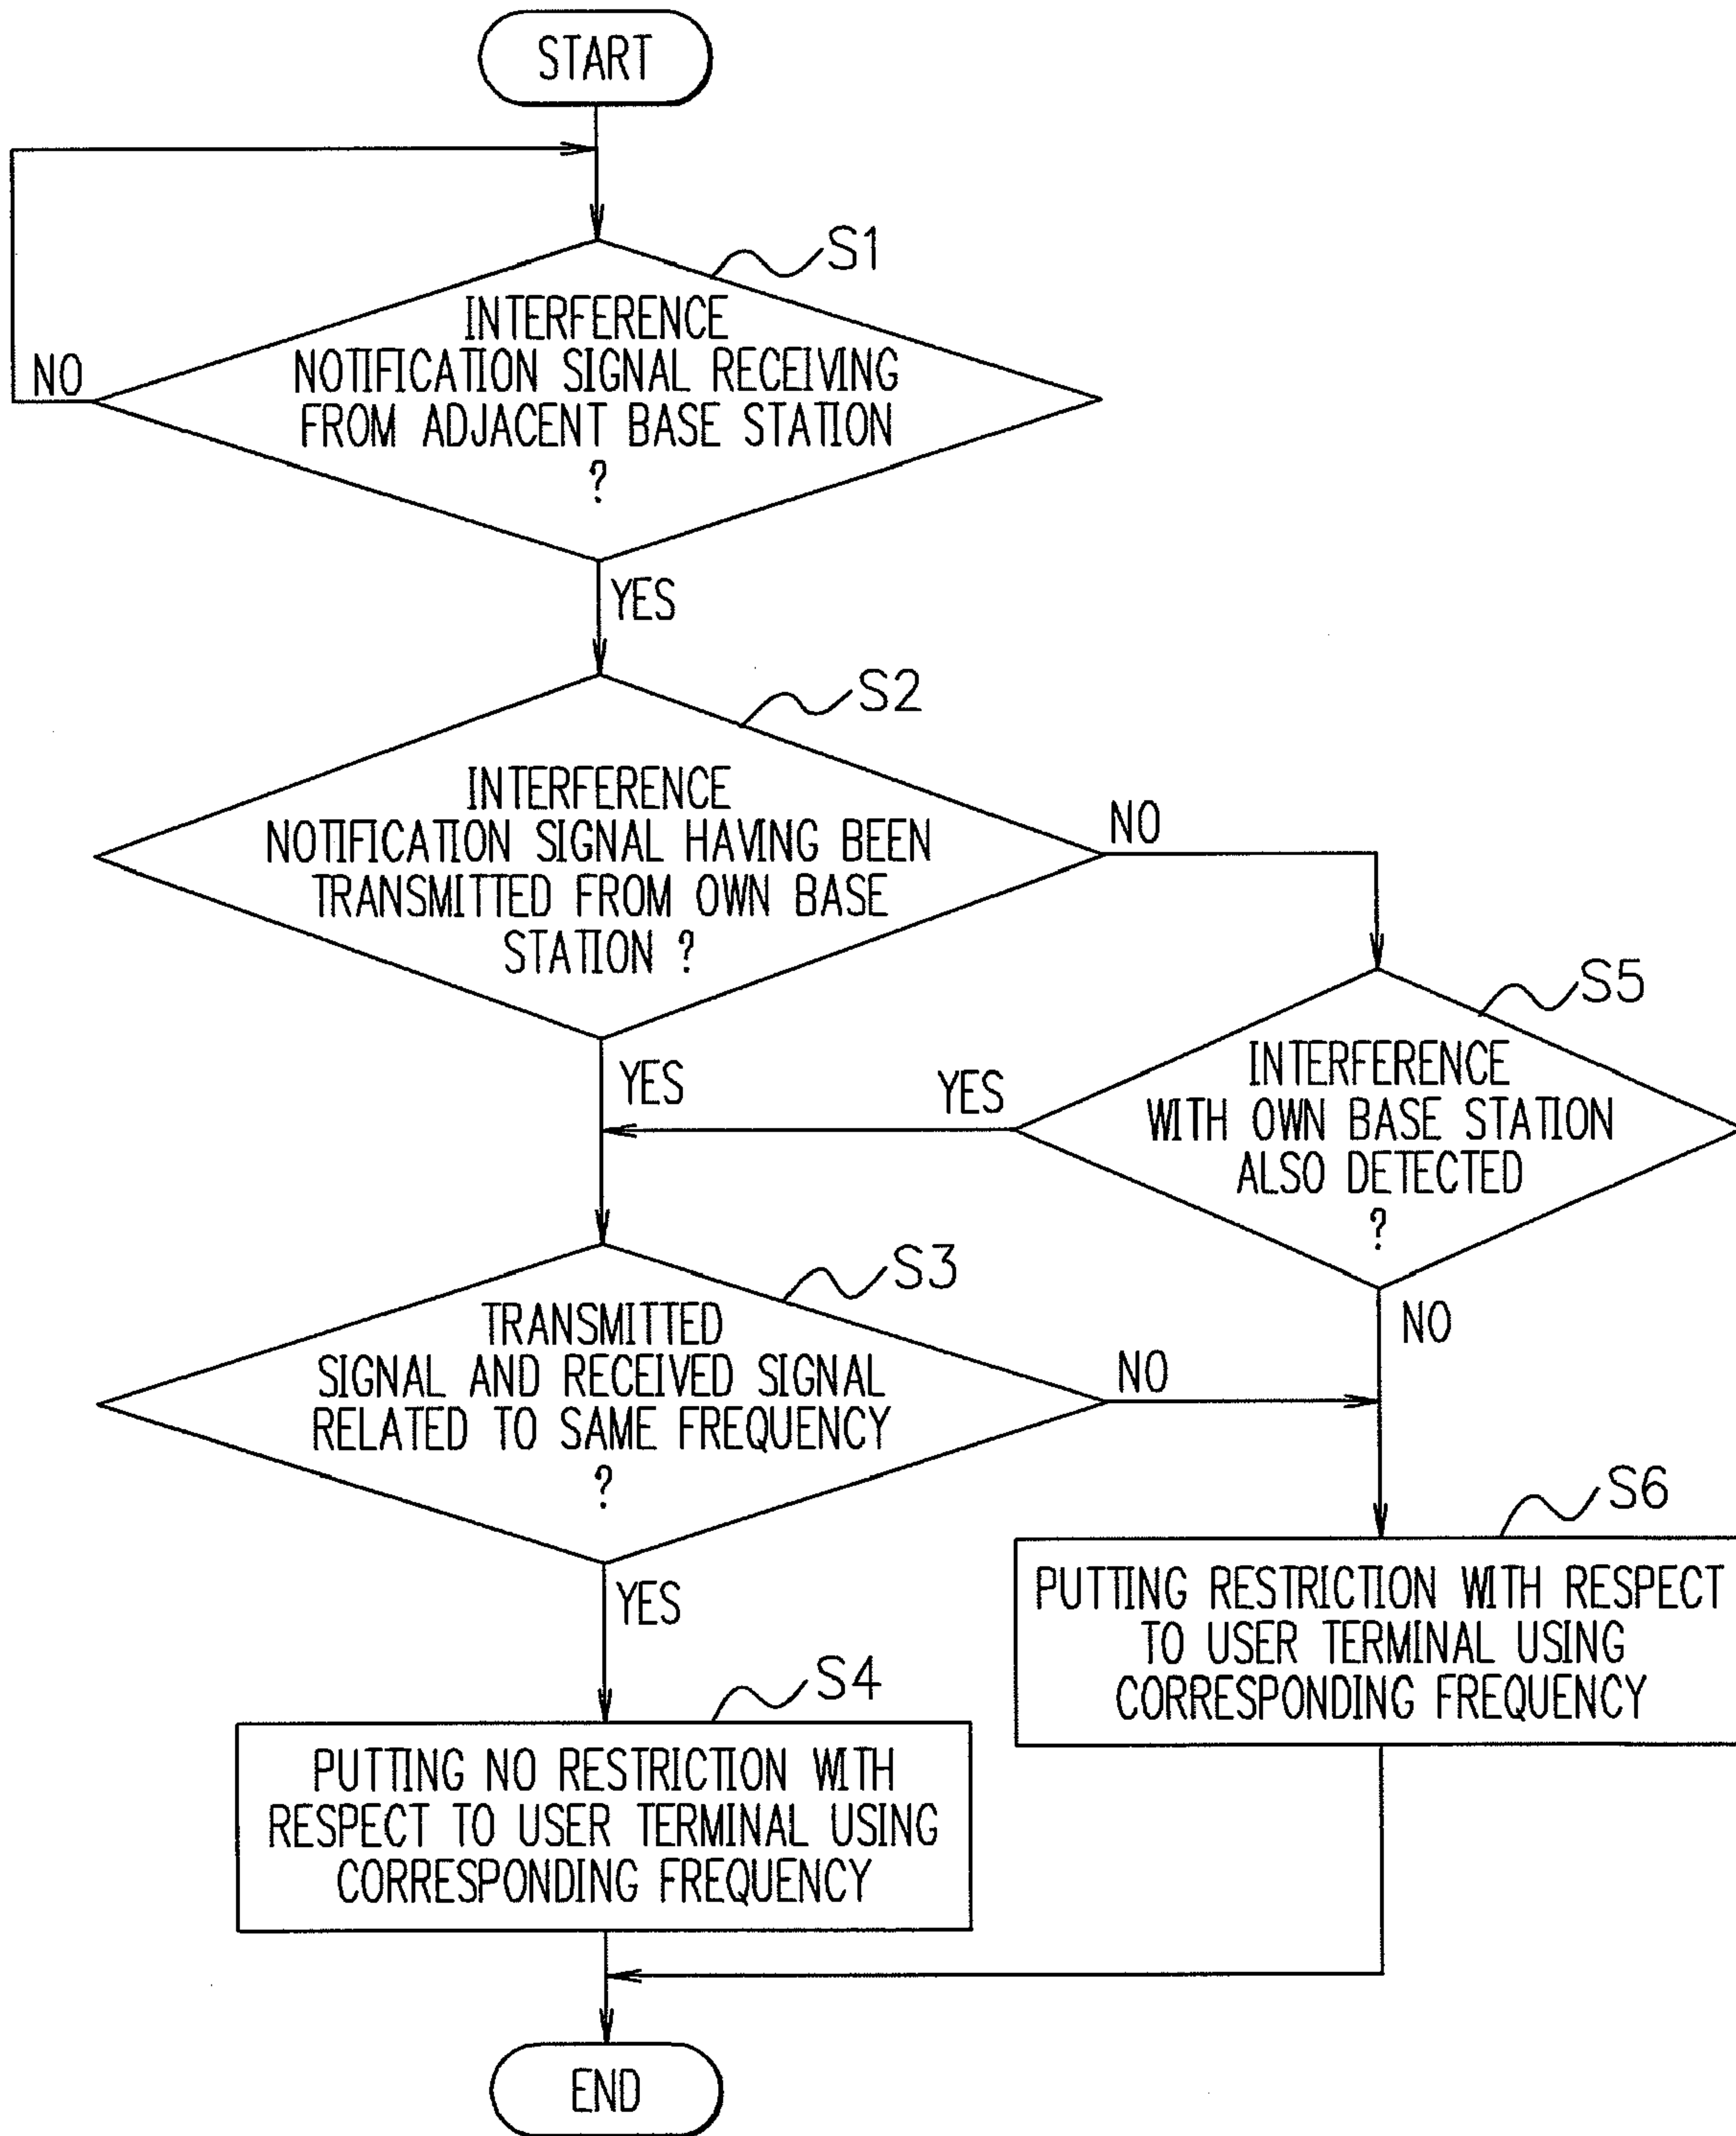 START
S1
INTERFERENCE
NOTIFICATION SIGNAL RECEIVING
FROM ADJACENT BASE STATION
?
NO
YES
S2
INTERFERENCE
NOTIFICATION SIGNAL HAVING BEEN
TRANSMITTED FROM OWN BASE
STATION ?
NO
YES
S5
INTERFERENCE
WITH OWN BASE STATION
ALSO DETECTED
?
YES
NO
S3
TRANSMITTED
SIGNAL AND RECEIVED SIGNAL
RELATED TO SAME FREQUENCY
?
NO
YES
S6
PUTTING RESTRICTION WITH RESPECT
TO USER TERMINAL USING
CORRESPONDING FREQUENCY
S4
PUTTING NO RESTRICTION WITH
RESPECT TO USER TERMINAL USING
CORRESPONDING FREQUENCY
END